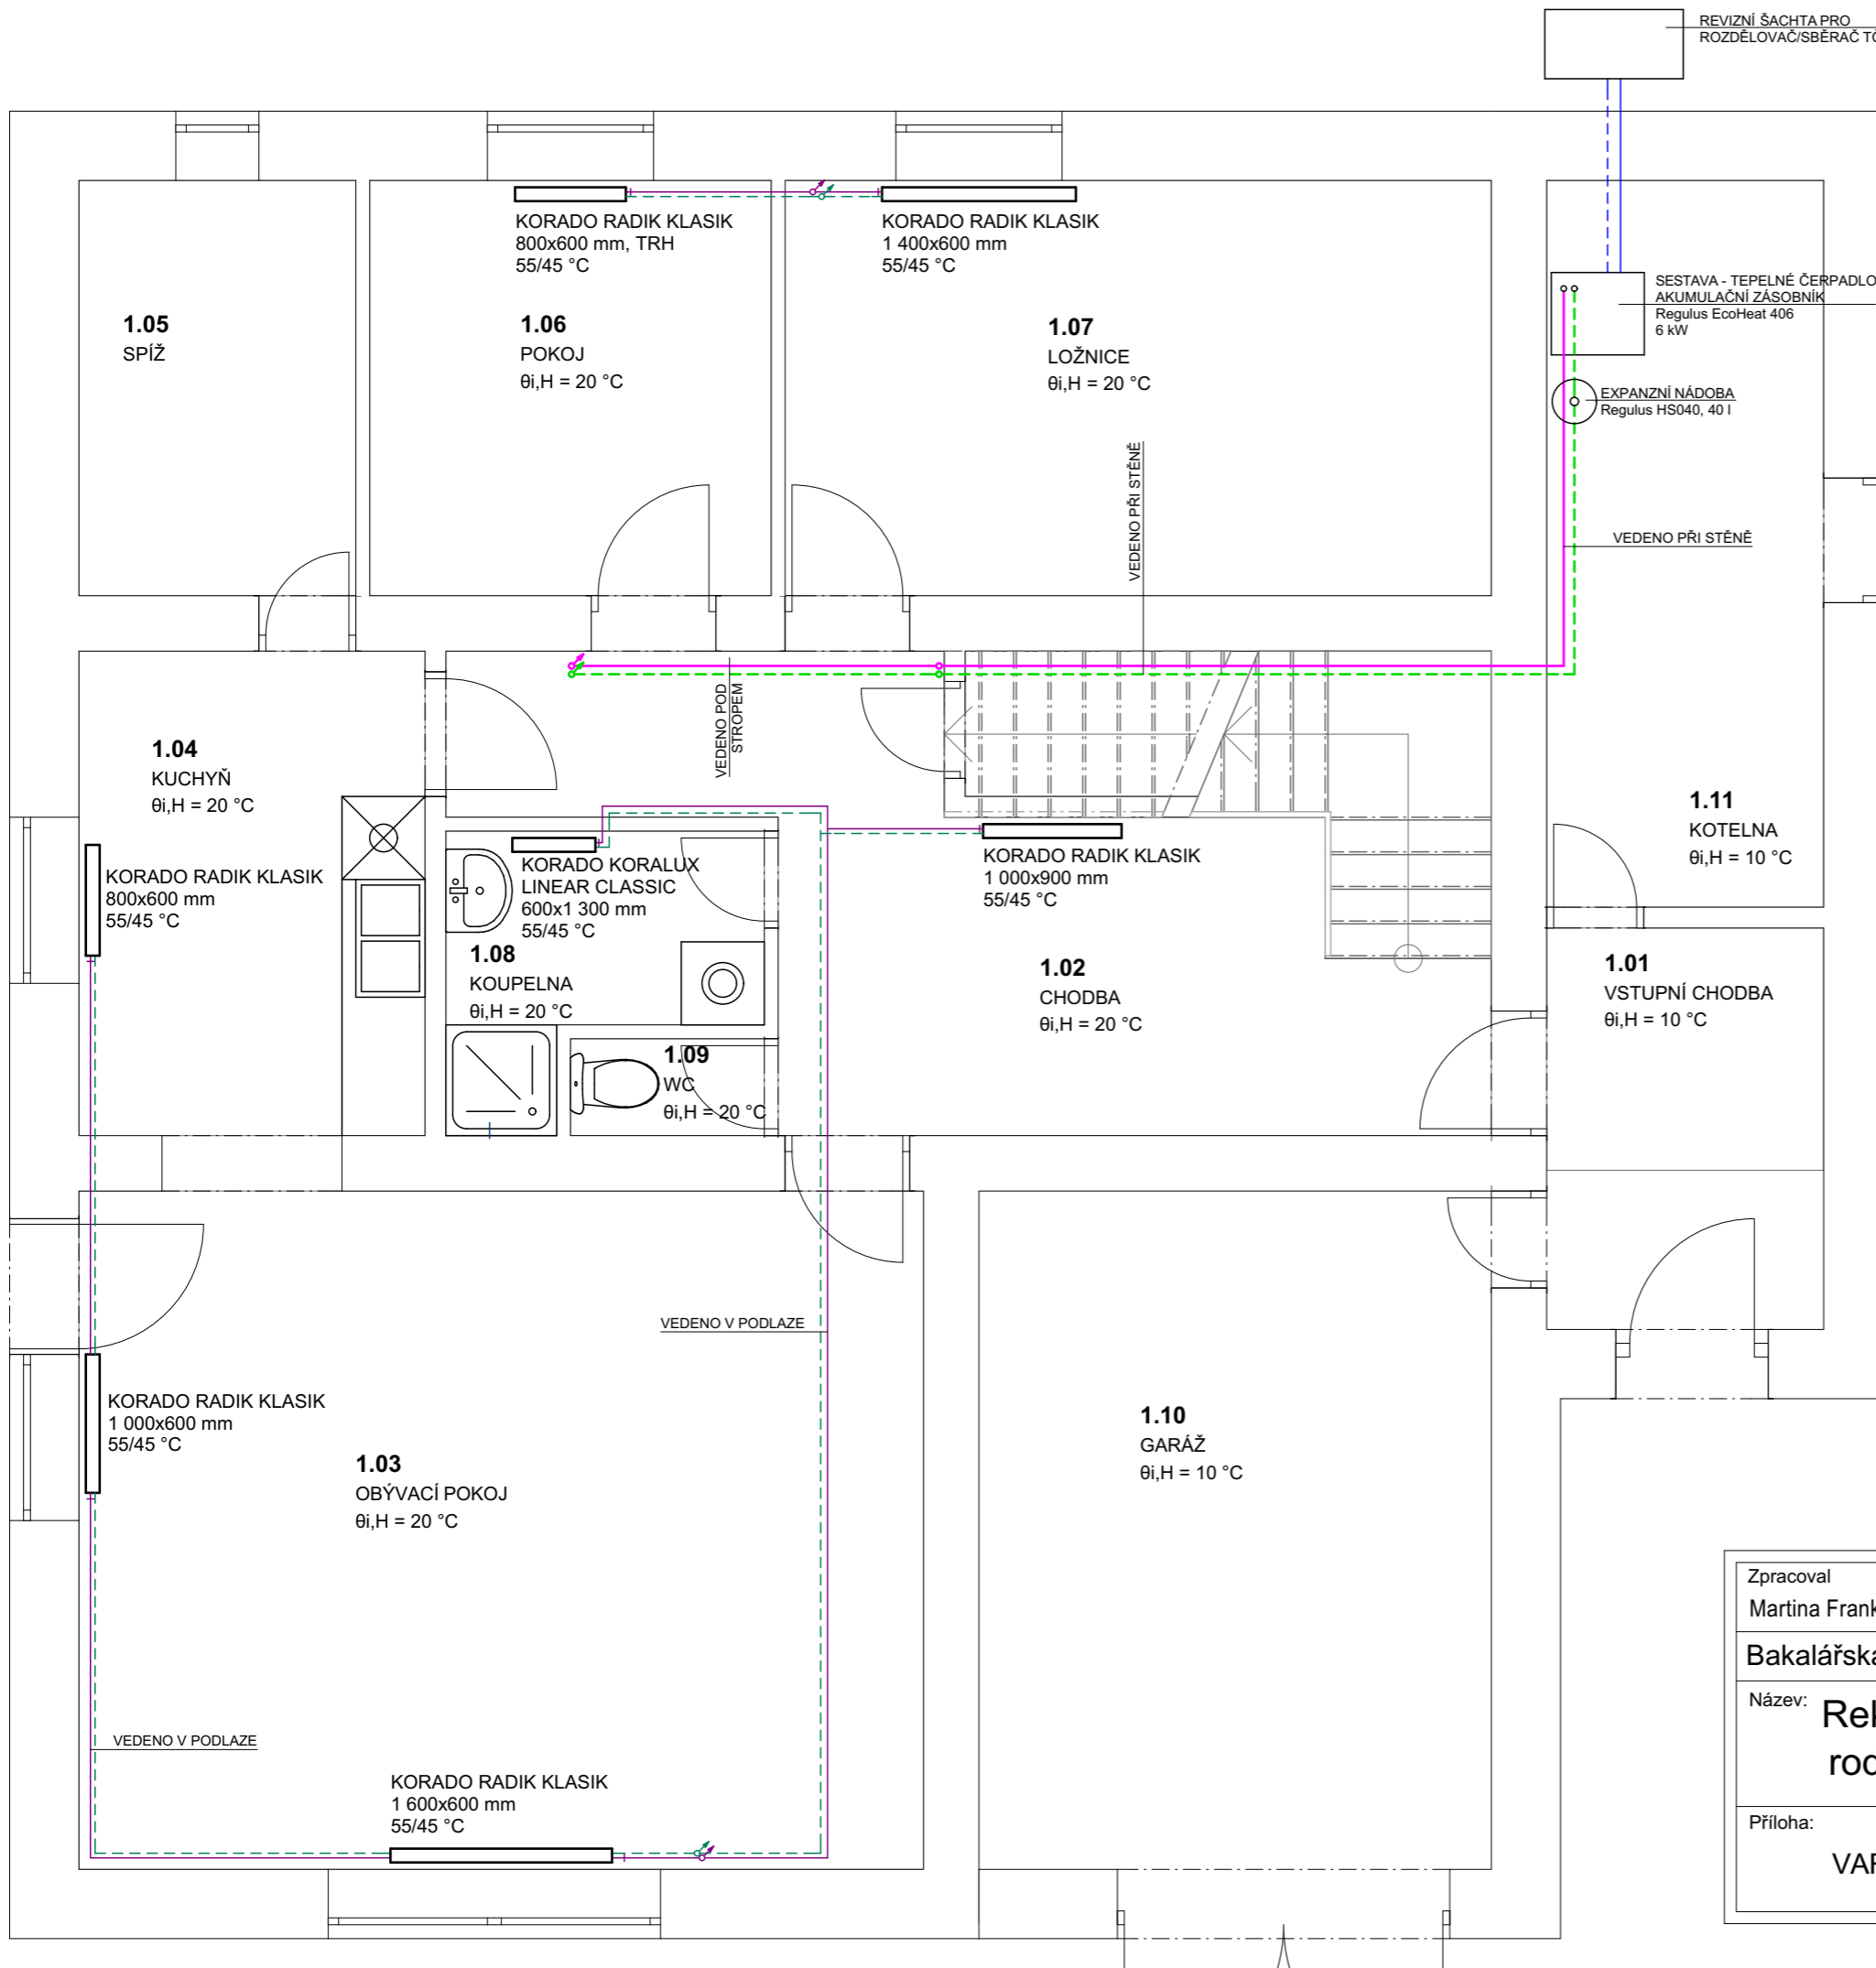 REVIZNÍ ŠACHTA PRO
ROZDĚLOVAČ/SBĚRAČ
KORADO RADIK KLASIK
800x600 mm, TRH
55/45 °C
KORADO RADIK KLASIK
1 400x600 mm
55/45 °C
SESTAVA - TEPELNÉ ČERPADLO
AKUMULAČNÍ ZÁSOBNÍK
Regulus EcoHeat 406
6 kW
1.05
SPÍŽ
1.06
POKOJ
θi,H = 20 °C
1.07
LOŽNICE
θi,H = 20 °C
EXPANZNÍ NÁDOBA
Regulus HS040, 40 l
VEDENO PŘI STĚNĚ
VEDENO PŘI STĚNĚ
VEDENO POD
STROPEM
1.04
KUCHYŇ
θi,H = 20 °C
1.11
KOTELNA
θi,H = 10 °C
KORADO RADIK KLASIK
800x600 mm
55/45 °C
KORADO KORALUX
LINEAR CLASSIC
600x1 300 mm
55/45 °C
KORADO RADIK KLASIK
1 000x900 mm
55/45 °C
1.08
KOUPELNA
θi,H = 20 °C
1.02
CHODBA
θi,H = 20 °C
1.01
VSTUPNÍ CHODBA
θi,H = 10 °C
1.09
WC
θi,H = 20 °C
VEDENO V PODLAZE
KORADO RADIK KLASIK
1 000x600 mm
55/45 °C
1.03
OBÝVACÍ POKOJ
θi,H = 20 °C
1.10
GARÁŽ
θi,H = 10 °C
VEDENO V PODLAZE
KORADO RADIK KLASIK
1 600x600 mm
55/45 °C
Zpracoval
Martina
Název:
Příloha: